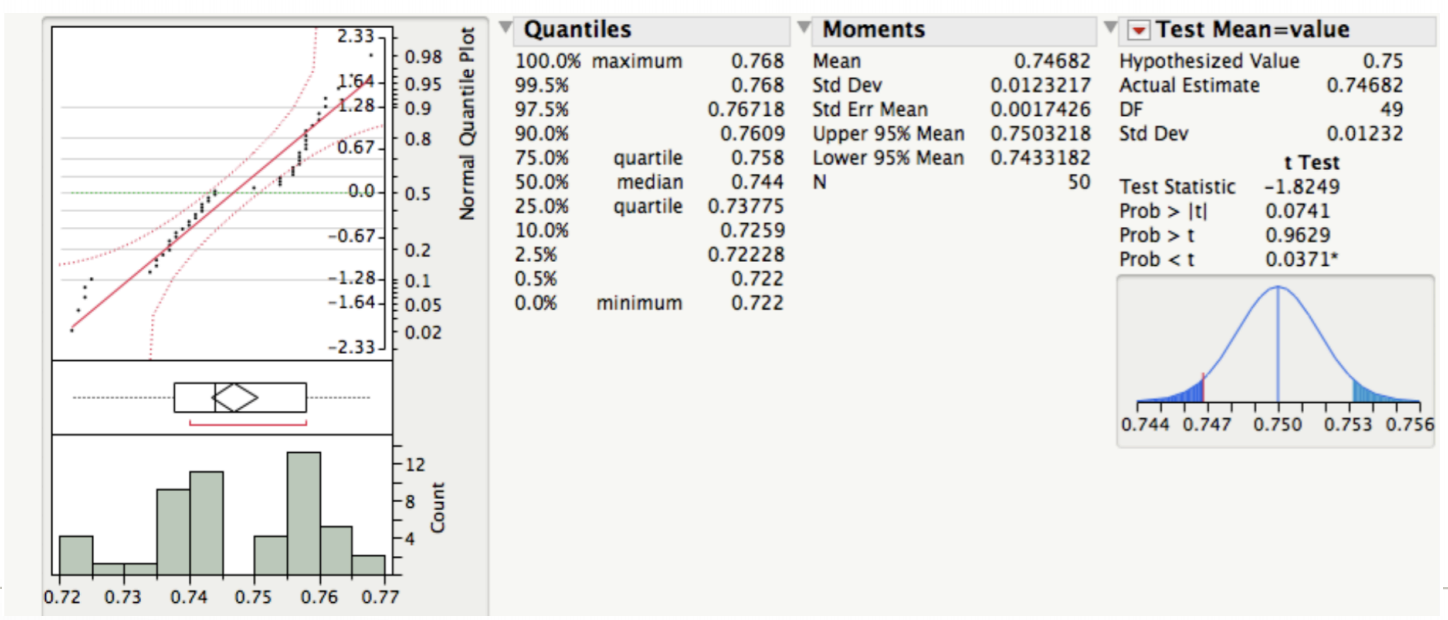 2.33
1.64
1.28
0.67
0.0
-0.67
-1.28
-1.64
-2.33
0.98
0.95
0.9
0.8
0.5
0.2
0.1
0.05
0.02
Normal Quantile Plot
12
8
4
Count
0.72 0.73 0.74 0.75 0.76 0.77
Quantiles
100.0% maximum 0.768
99.5% 0.768
97.5% 0.76718
90.0% 0.7609
75.0% quartile 0.758
50.0% median 0.744
25.0% quartile 0.73775
10.0% 0.7259
2.5% 0.72228
0.5% 0.722
0.0% minimum 0.722
Moments
Mean 0.74682
Std Dev 0.0123217
Std Err Mean 0.0017426
Upper 95% Mean 0.7503218
Lower 95% Mean 0.7433182
N 50
Test Mean=value
Hypothesized Value 0.75
Actual Estimate 0.74682
DF 49
Std Dev 0.01232
t Test
Test Statistic -1.8249
Prob > |t| 0.0741
Prob > t 0.9629
Prob < t 0.0371*
0.744 0.747 0.750 0.753 0.756